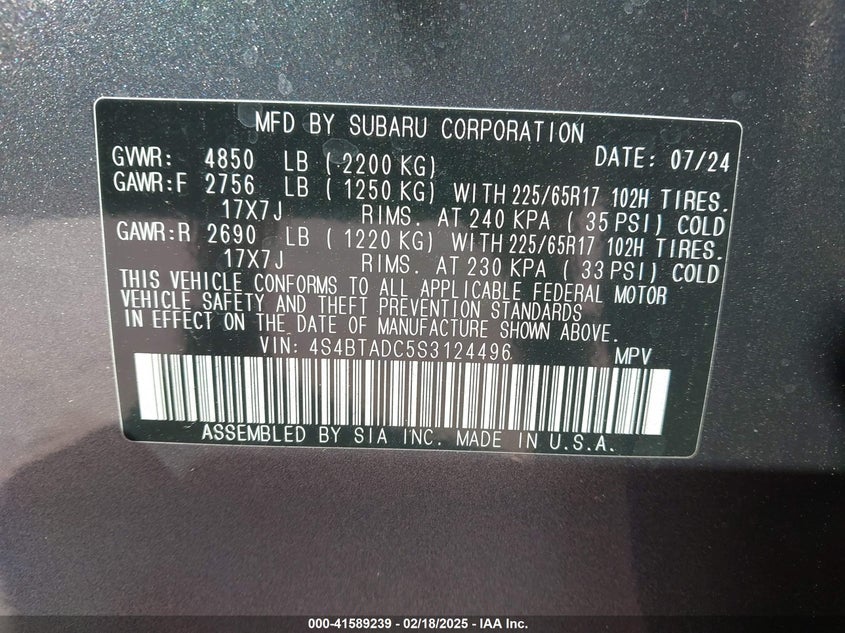 MFD BY SUBARU CORPORATION
GVWR: 4850 LB ( 2200 KG) DATE: 07/24
GAWR:F 2756 LB ( 1250 KG) WITH 225/65R17 102H TIRES.
17X7J RIMS. AT 240 KPA ( 35 PSI) COLD
GAWR:R 2690 LB ( 1220 KG) WITH 225/65R17 102H TIRES.
17X7J RIMS. AT 230 KPA ( 33 PSI) COLD
THIS VEHICLE CONFORMS TO ALL APPLICABLE FEDERAL MOTOR
VEHICLE SAFETY AND THEFT PREVENTION STANDARDS
IN EFFECT ON THE DATE OF MANUFACTURE SHOWN ABOVE.
VIN: 4S4BTADC5S3124496 MPV
ASSEMBLED BY SIA INC. MADE IN U.S.A.
000-41589239 - 02/18/2025 - IAA Inc.